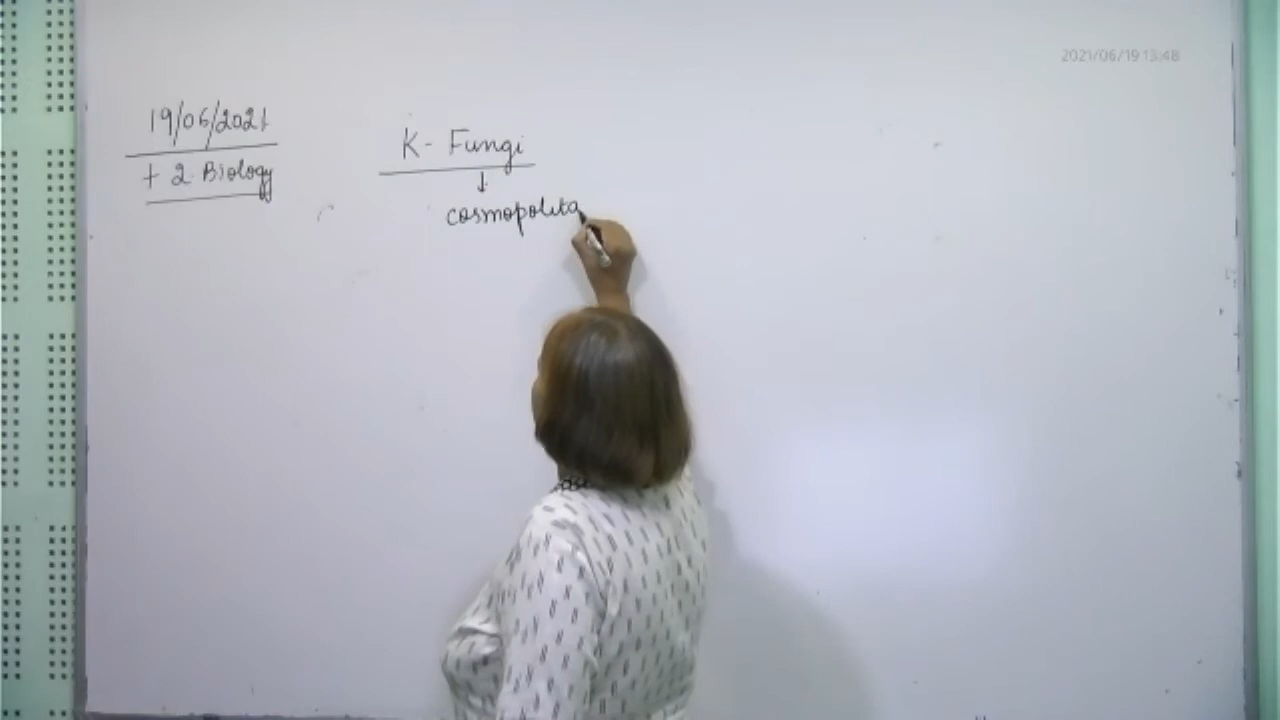 2021/06/19 13:48
19/06/2021
+ 2 Biology
K- Fungi
↓
cosmopolita